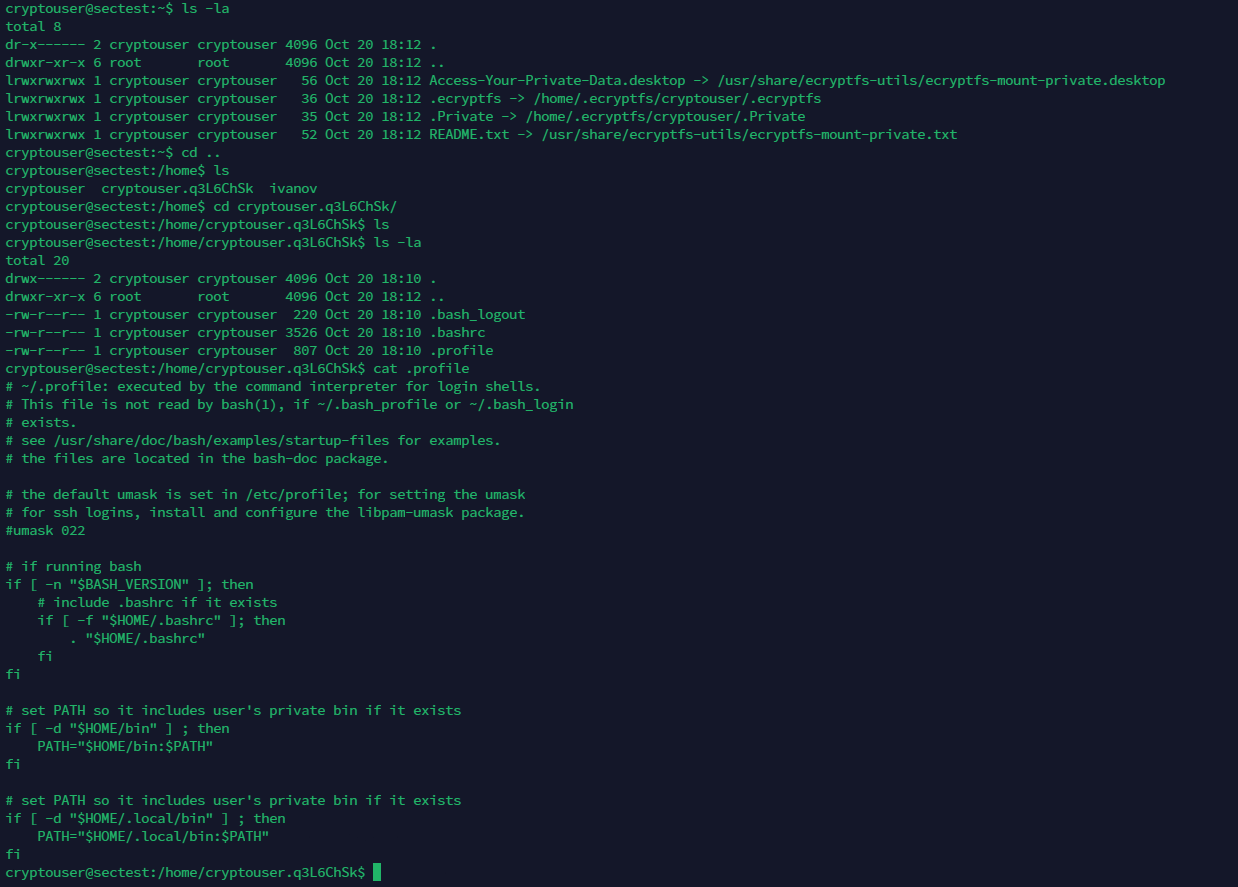 cryptouser@sectest:~$ ls -la
total 8
dr-x------ 2 cryptouser cryptouser 4096 Oct 20 18:12 .
drwxr-xr-x 6 root       root       4096 Oct 20 18:12 ..
lrwxrwxrwx 1 cryptouser cryptouser   56 Oct 20 18:12 Access-Your-Private-Data.desktop -> /usr/share/ecryptfs-utils/ecryptfs-mount-private.desktop
lrwxrwxrwx 1 cryptouser cryptouser   36 Oct 20 18:12 .ecryptfs -> /home/.ecryptfs/cryptouser/.ecryptfs
lrwxrwxrwx 1 cryptouser cryptouser   35 Oct 20 18:12 .Private -> /home/.ecryptfs/cryptouser/.Private
lrwxrwxrwx 1 cryptouser cryptouser   52 Oct 20 18:12 README.txt -> /usr/share/ecryptfs-utils/ecryptfs-mount-private.txt
cryptouser@sectest:~$ cd ..
cryptouser@sectest:/home$ ls
cryptouser  cryptouser.q3L6ChSk  ivanov
cryptouser@sectest:/home$ cd cryptouser.q3L6ChSk/
cryptouser@sectest:/home/cryptouser.q3L6ChSk$ ls
cryptouser@sectest:/home/cryptouser.q3L6ChSk$ ls -la
total 20
drwx------ 2 cryptouser cryptouser 4096 Oct 20 18:10 .
drwxr-xr-x 6 root       root       4096 Oct 20 18:12 ..
-rw-r--r-- 1 cryptouser cryptouser  220 Oct 20 18:10 .bash_logout
-rw-r--r-- 1 cryptouser cryptouser 3526 Oct 20 18:10 .bashrc
-rw-r--r-- 1 cryptouser cryptouser  807 Oct 20 18:10 .profile
cryptouser@sectest:/home/cryptouser.q3L6ChSk$ cat .profile
# ~/.profile: executed by the command interpreter for login shells.
# This file is not read by bash(1), if ~/.bash_profile or ~/.bash_login
# exists.
# see /usr/share/doc/bash/examples/startup-files for examples.
# the files are located in the bash-doc package.

# the default umask is set in /etc/profile; for setting the umask
# for ssh logins, install and configure the libpam-umask package.
#umask 022

# if running bash
if [ -n "$BASH_VERSION" ]; then
    # include .bashrc if it exists
    if [ -f "$HOME/.bashrc" ]; then
        . "$HOME/.bashrc"
    fi
fi

# set PATH so it includes user's private bin if it exists
if [ -d "$HOME/bin" ] ; then
    PATH="$HOME/bin:$PATH"
fi

# set PATH so it includes user's private bin if it exists
if [ -d "$HOME/.local/bin" ] ; then
    PATH="$HOME/.local/bin:$PATH"
fi
cryptouser@sectest:/home/cryptouser.q3L6ChSk$